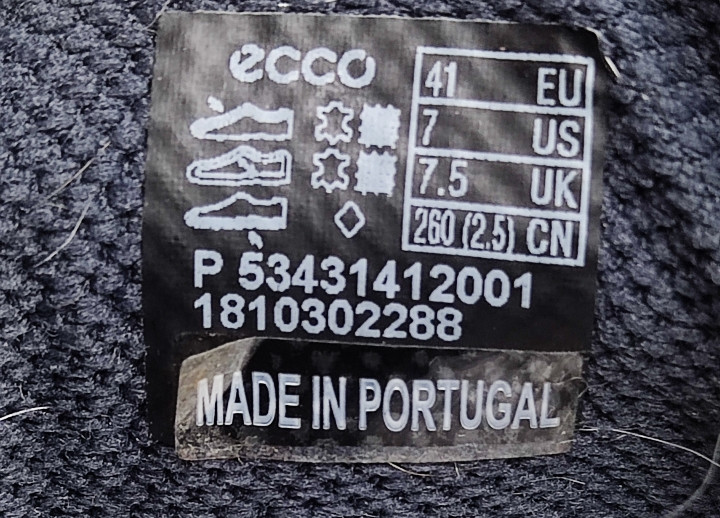 ecco
41 EU
7 US
7.5 UK
260 (2.5) CN
P 53431412001
1810302288
MADE IN PORTUGAL